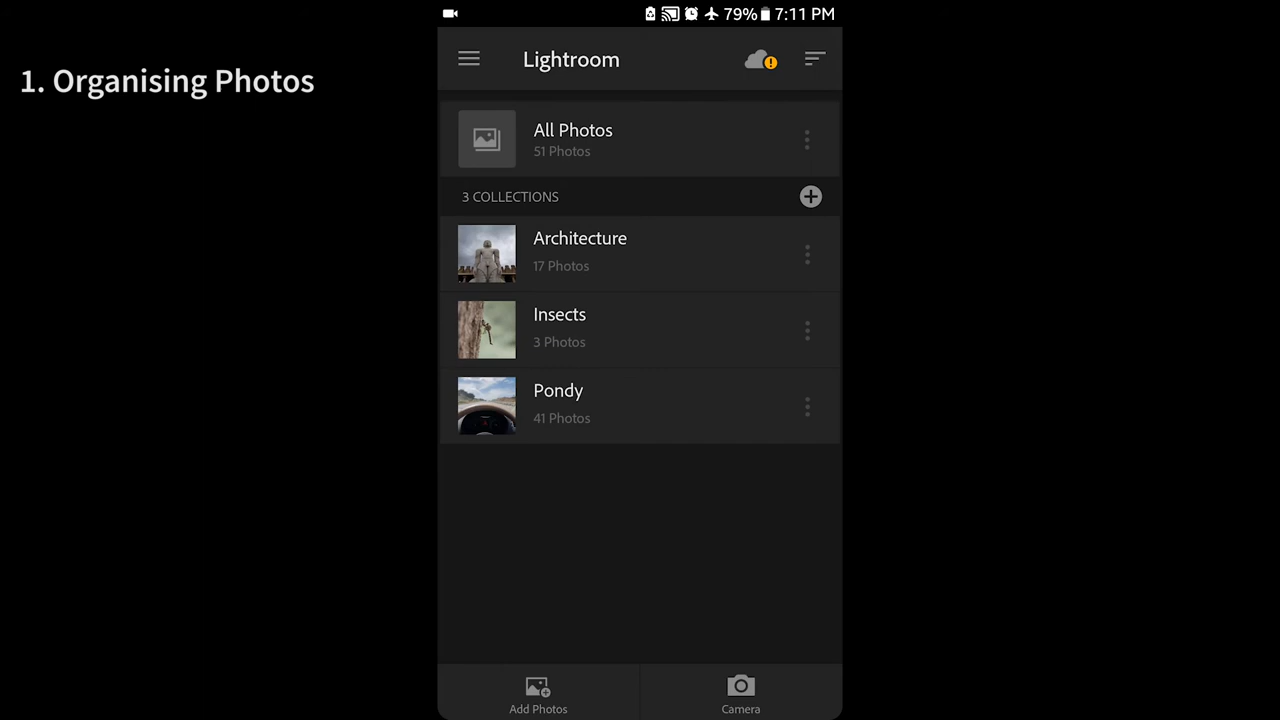 79% 7:11 PM
1. Organising Photos
Lightroom
All Photos
51 Photos
3 COLLECTIONS
Architecture
17 Photos
Insects
3 Photos
Pondy
41 Photos
Add Photos
Camera